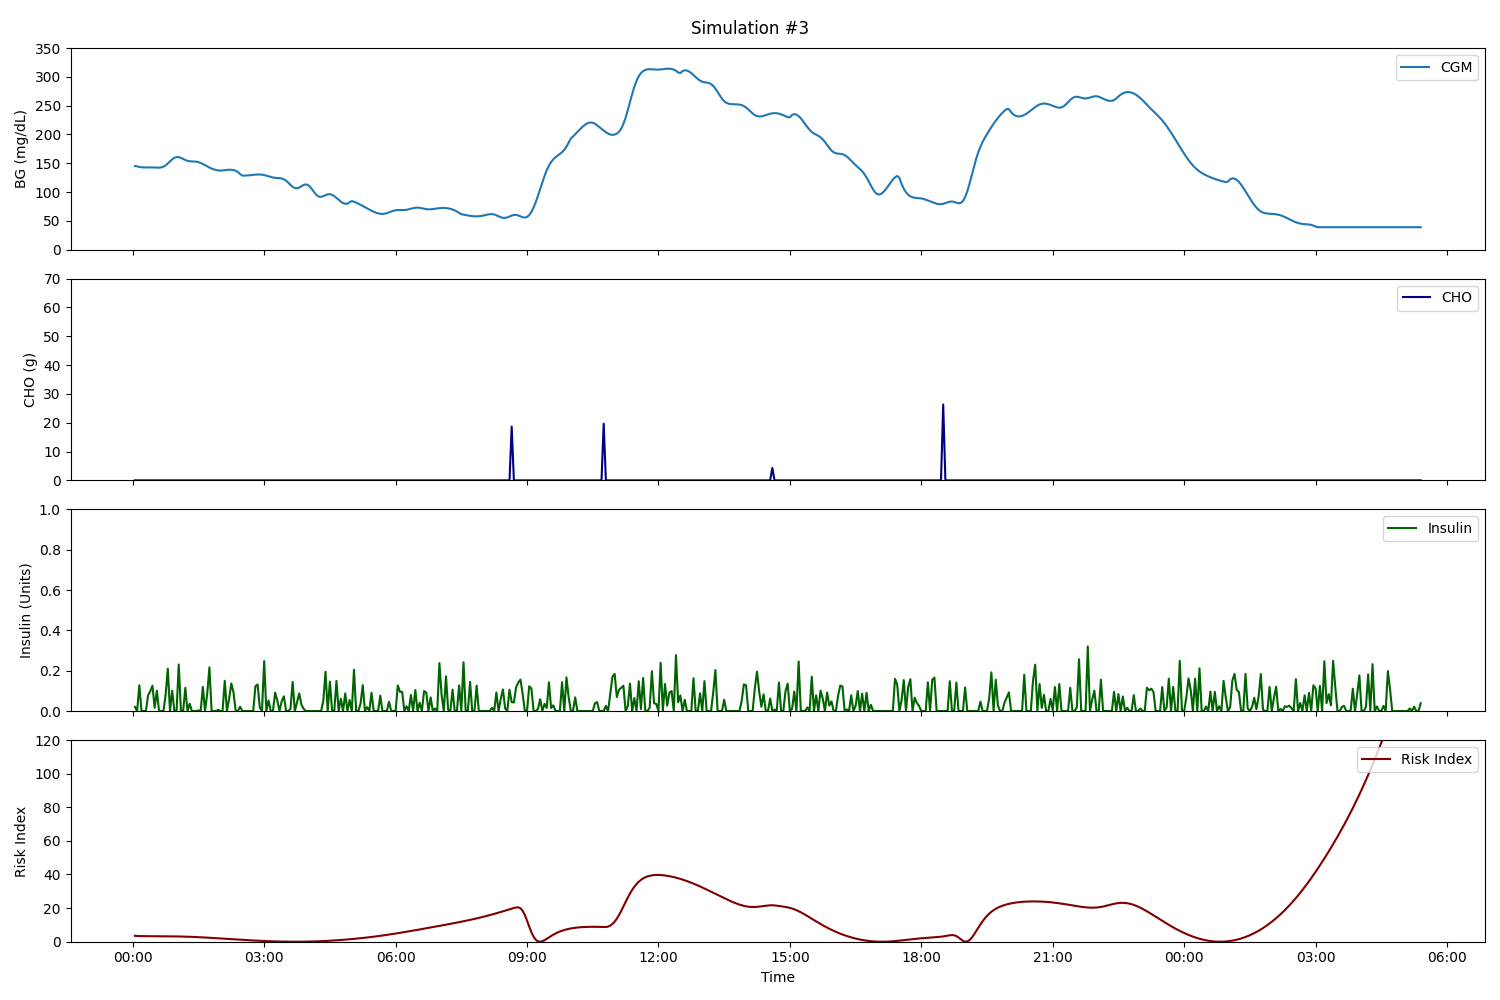 Simulation #3
350
300
250
200
150
100
50
0
BG (mg/dL)
CGM
70
60
50
40
30
20
10
0
CHO (g)
CHO
1.0
0.8
0.6
0.4
0.2
0.0
Insulin (Units)
Insulin
120
100
80
60
40
20
0
Risk Index
Risk Index
00:00 03:00 06:00 09:00 12:00 15:00 18:00 21:00 00:00 03:00 06:00
Time